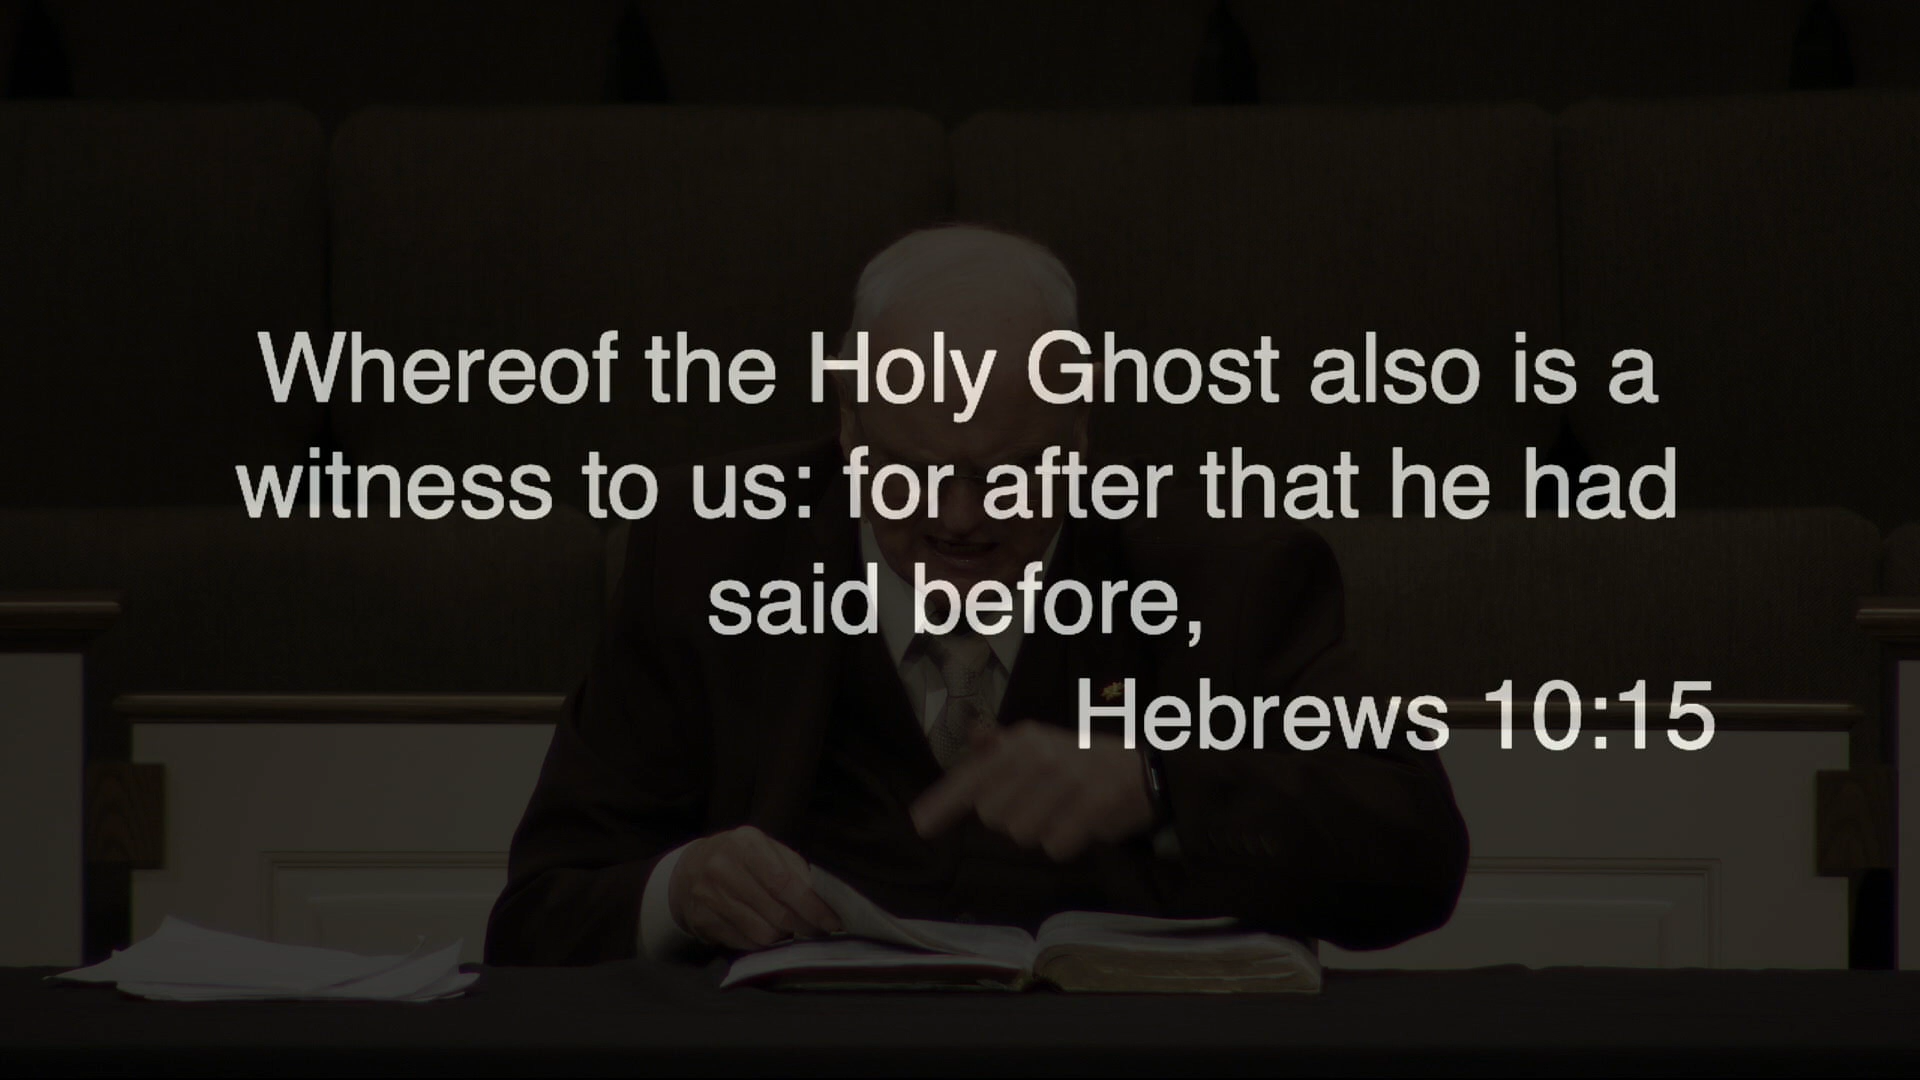 Whereof the Holy Ghost also is a
witness to us: for after that he had
said before,
Hebrews 10:15